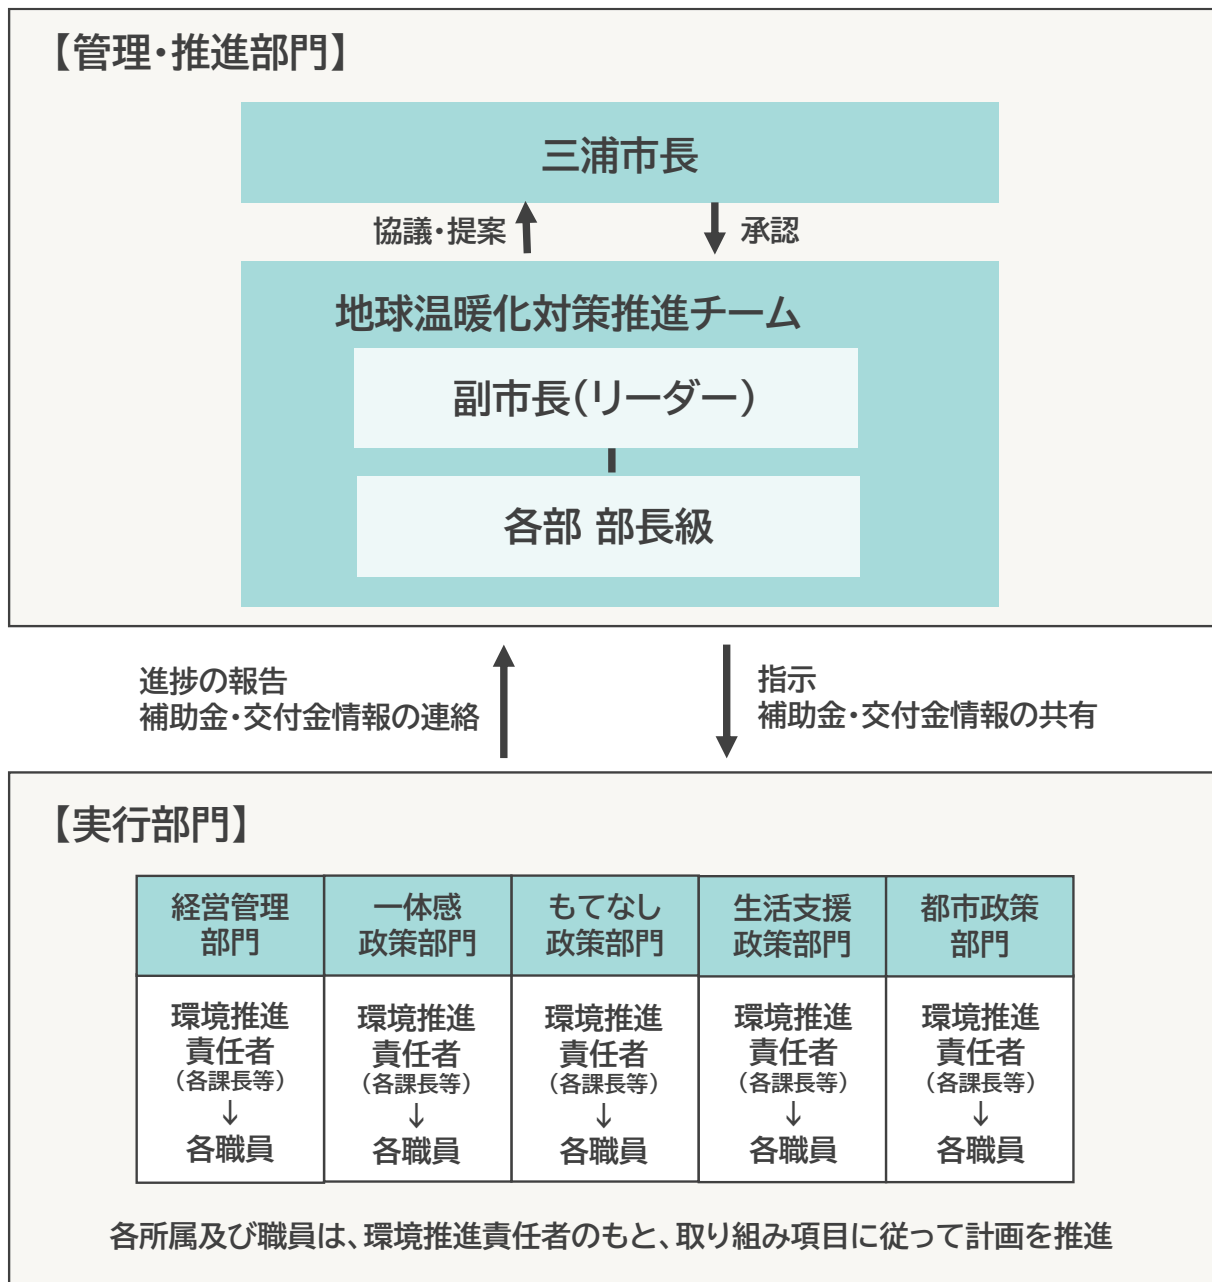 【管理・推進部門】
三浦市長
協議・提案
承認
地球温暖化対策推進チーム
副市長(リーダー)
各部 部長級
進捗の報告
補助金・交付金情報の連絡
指示
補助金・交付金情報の共有
【実行部門】
経営管理
部門
一体感
政策部門
もてなし
政策部門
生活支援
政策部門
都市政策
部門
環境推進
責任者
(各課長等)
↓
各職員
環境推進
責任者
(各課長等)
↓
各職員
環境推進
責任者
(各課長等)
↓
各職員
環境推進
責任者
(各課長等)
↓
各職員
環境推進
責任者
(各課長等)
↓
各職員
各所属及び職員は、環境推進責任者のもと、取り組み項目に従って計画を推進